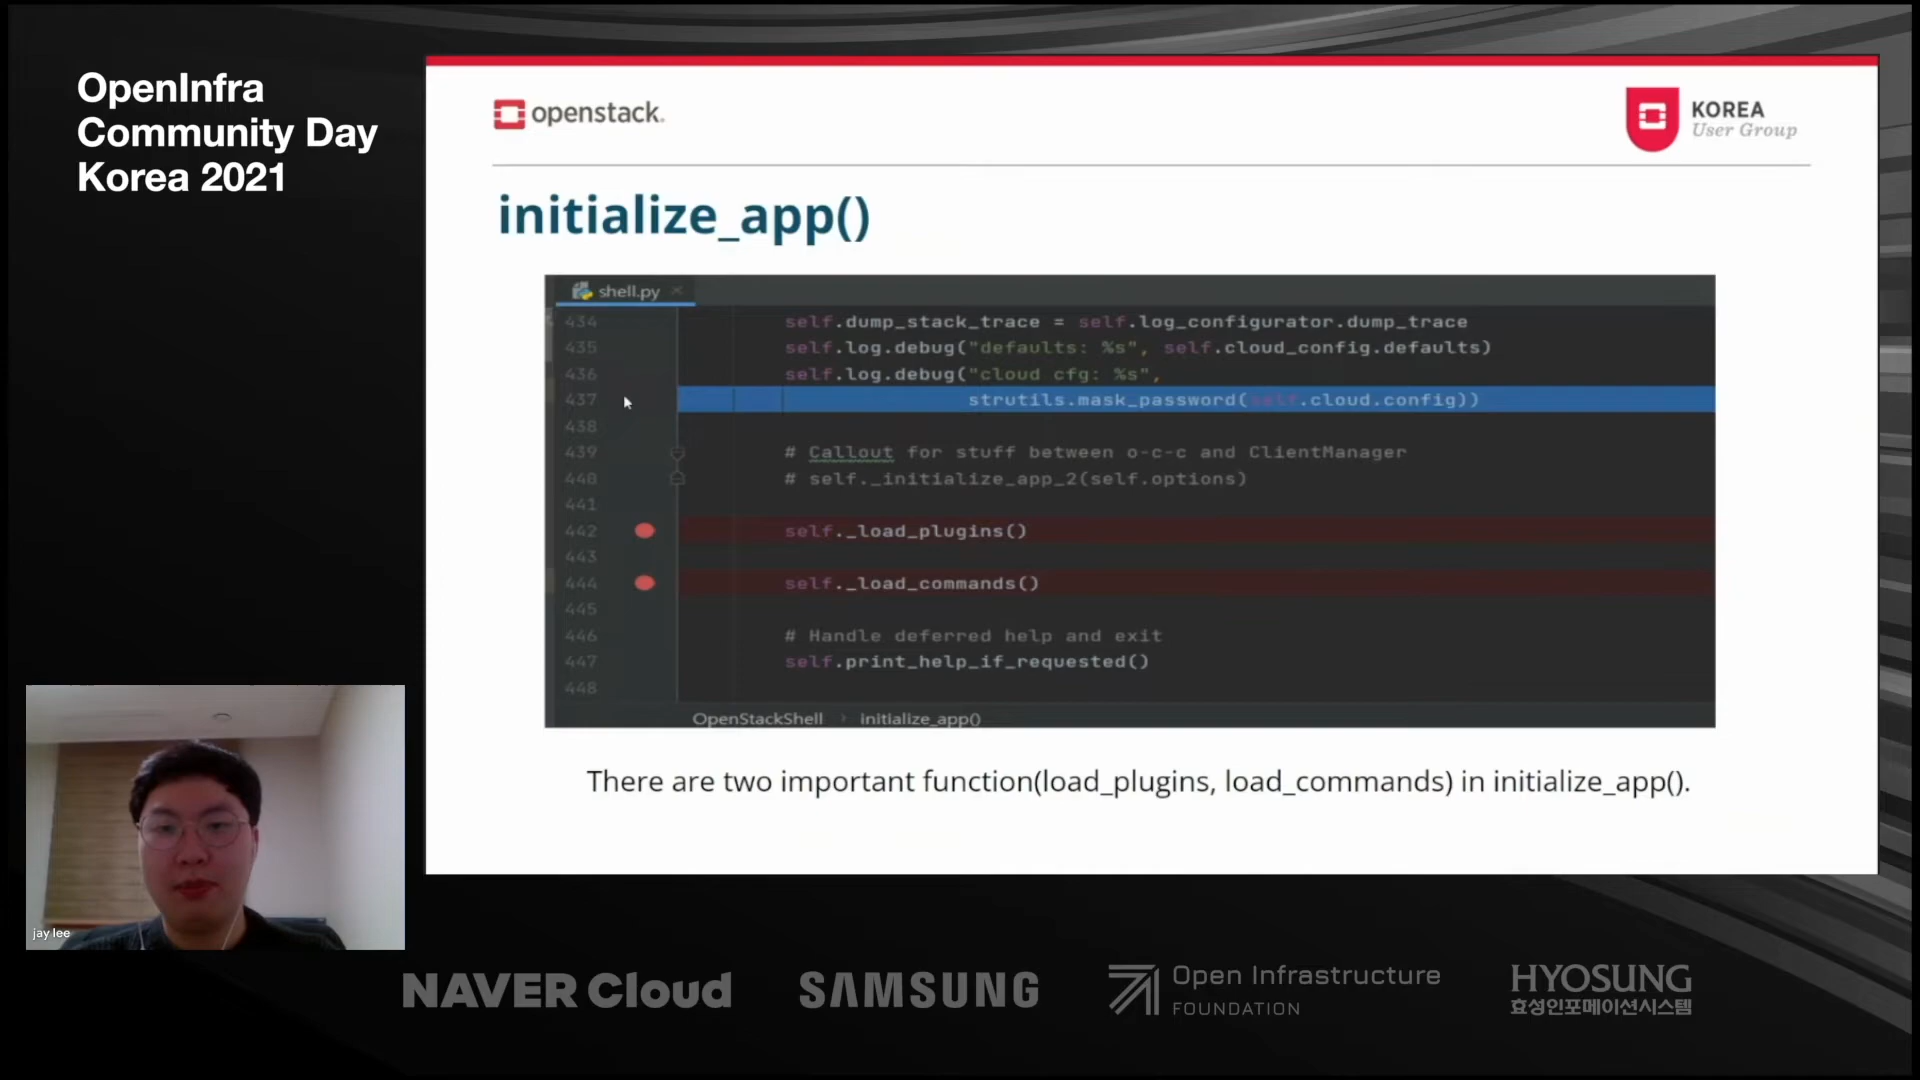 OpenInfra
Community Day
Korea 2021
openstack.
KOREA
User Group
initialize_app()
shell.py
434 self.dump_stack_trace = self.log_configurator.dump_trace
435 self.log.debug("defaults: %s", self.cloud_config.defaults)
436 self.log.debug("cloud cfg: %s",
437 strutils.mask_password(self.cloud.config))
438
439 # Callout for stuff between o-c-c and ClientManager
440 # self._initialize_app_2(self.options)
441
442 self._load_plugins()
443
444 self._load_commands()
445
446 # Handle deferred help and exit
447 self.print_help_if_requested()
448
OpenStackShell › initialize_app()
There are two important function(load_plugins, load_commands) in initialize_app().
jay lee
NAVER Cloud
SAMSUNG
Open Infrastructure
FOUNDATION
HYOSUNG
효성인포메이션시스템